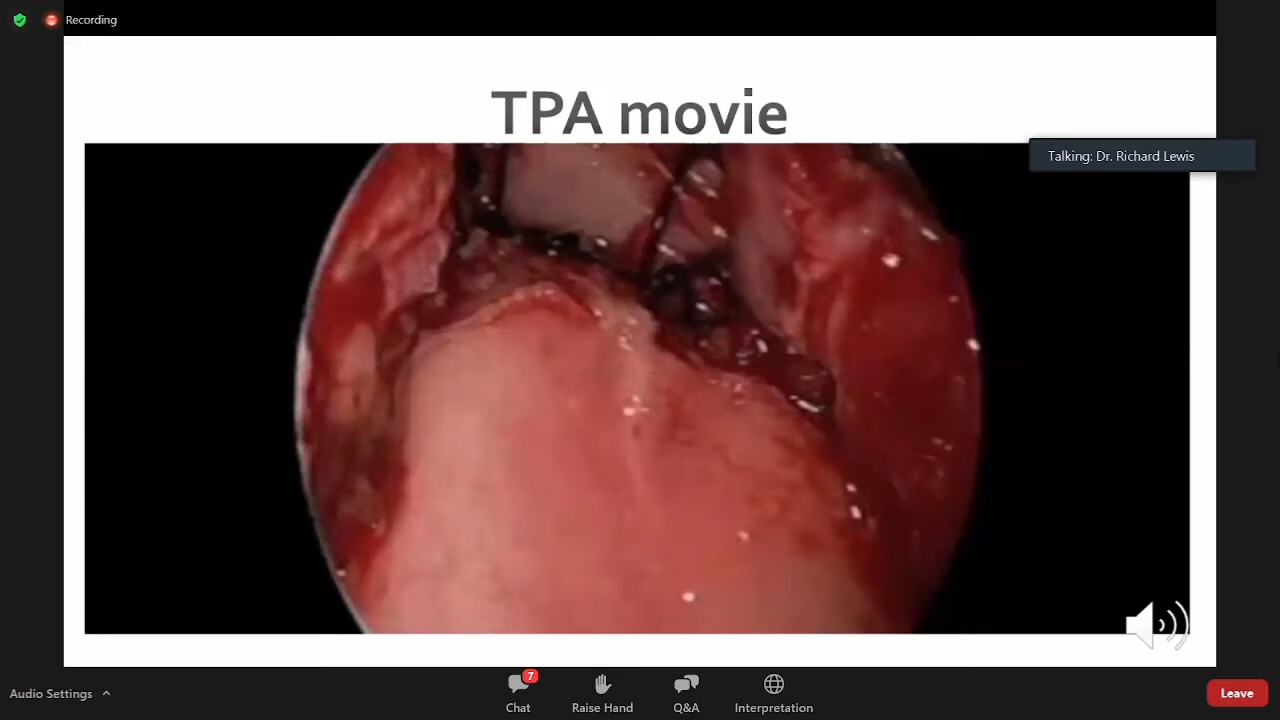 Recording
TPA movie
Talking: Dr. Richard Lewis
Audio Settings
7
Chat
Raise Hand
Q&A
Interpretation
Leave